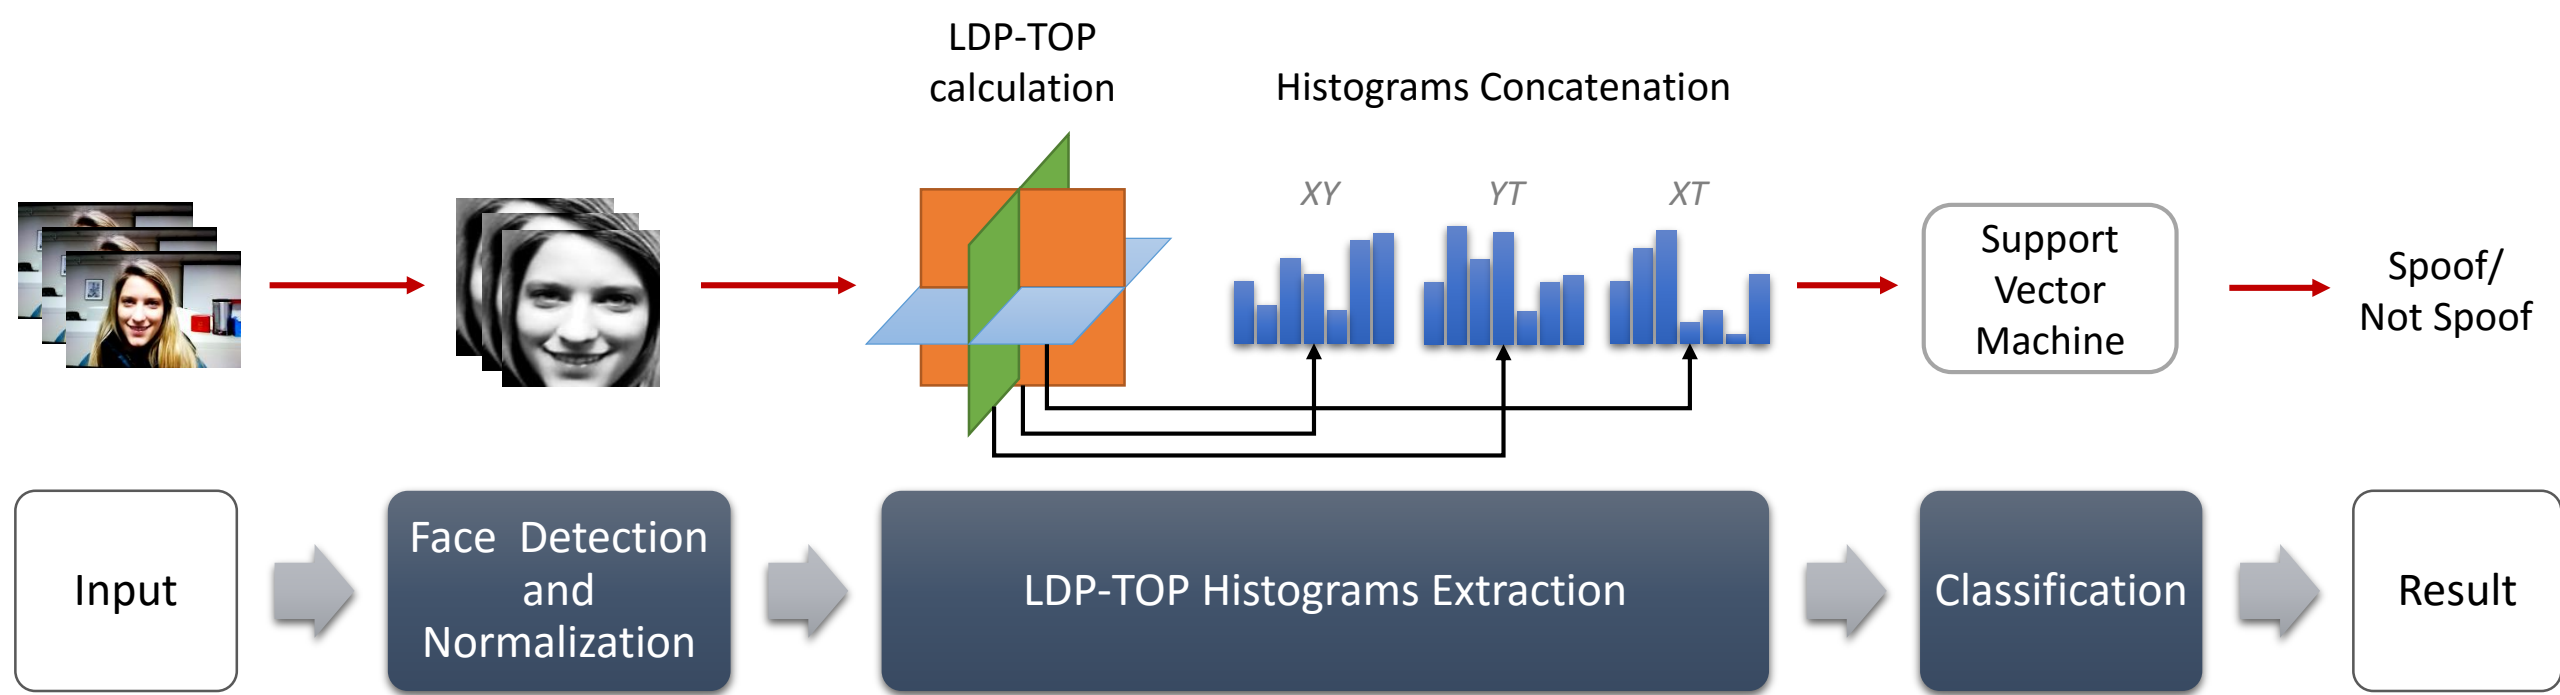 LDP-TOP
calculation
Histograms Concatenation
XY
YT
XT
Support
Vector
Machine
Spoof/
Not Spoof
Input
Face Detection
and
Normalization
LDP-TOP Histograms Extraction
Classification
Result